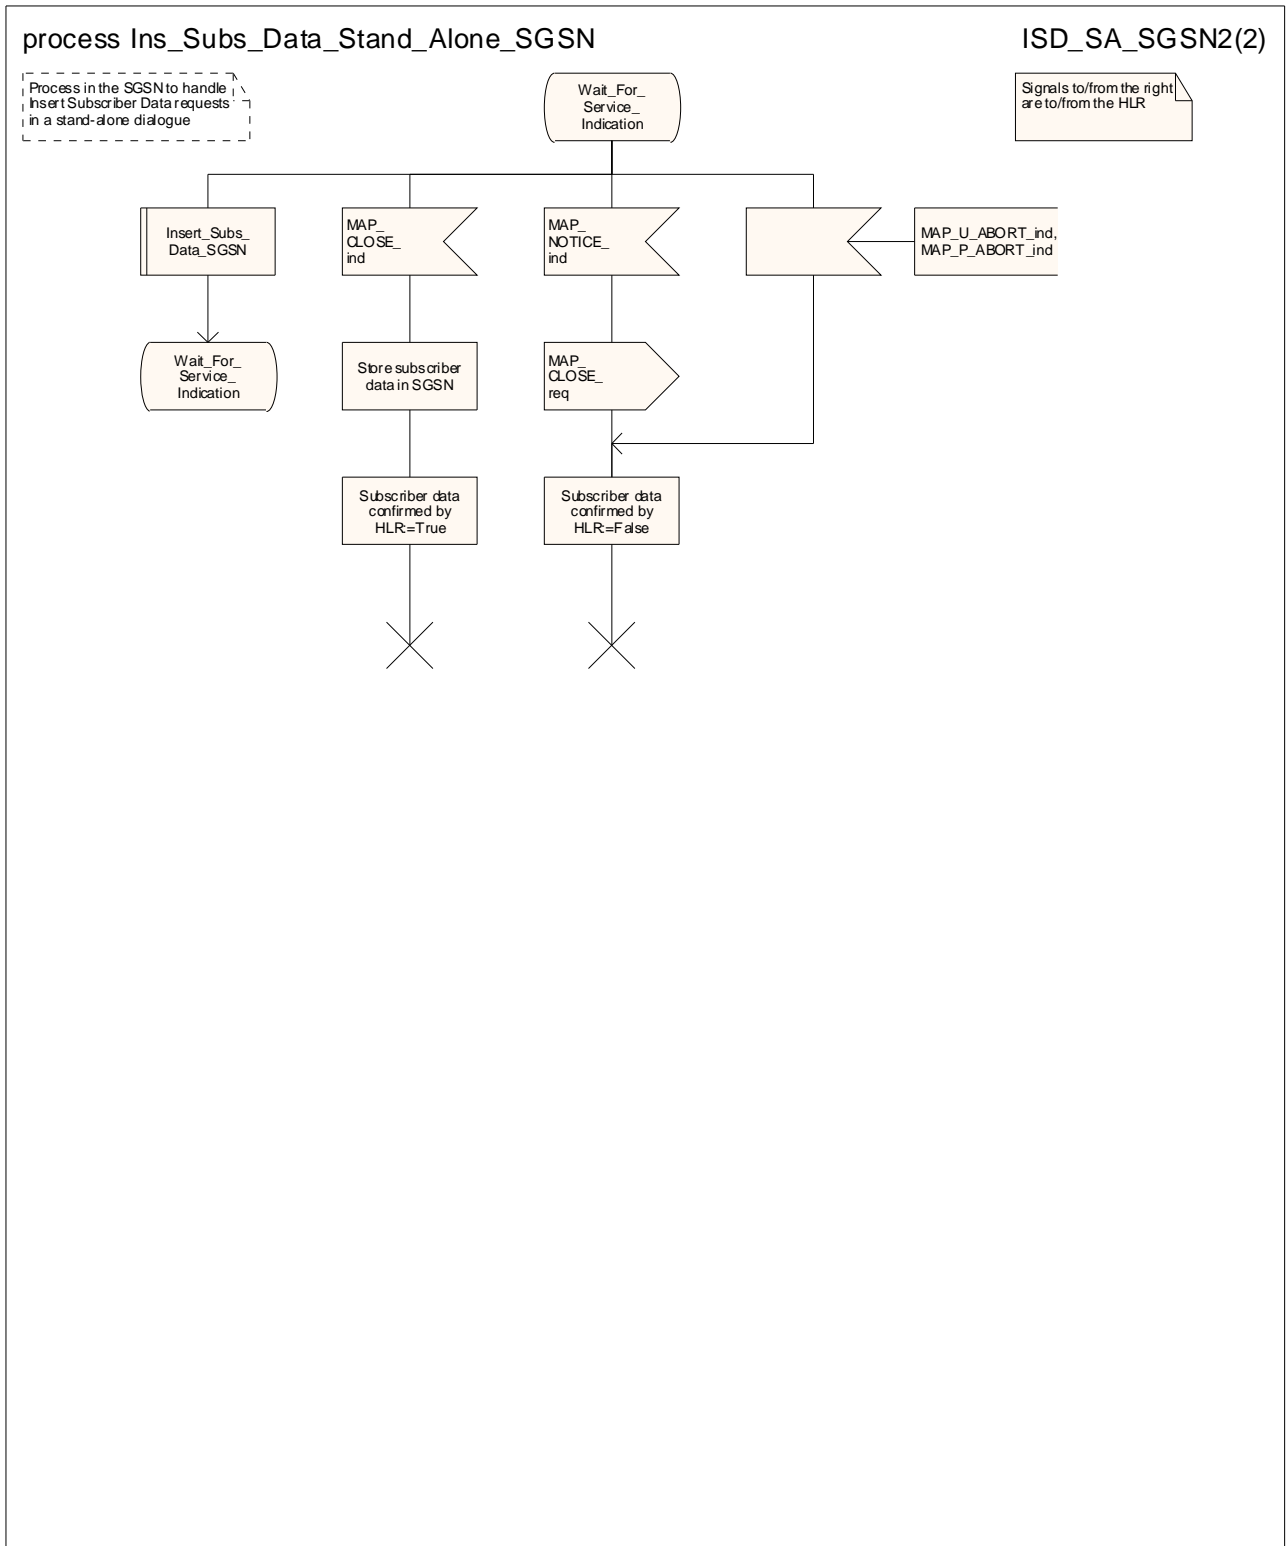 process Ins_Subs_Data_Stand_Alone_SGSN
ISD_SA_SGSN2(2)
Process in the SGSN to handle
Insert Subscriber Data requests
in a stand-alone dialogue
Wait_For_
Service_
Indication
Signals to/from the right
are to/from the HLR
Insert_Subs_
Data_SGSN
MAP_
CLOSE_
ind
MAP_
NOTICE_
ind
MAP_U_ABORT_ind,
MAP_P_ABORT_ind
Wait_For_
Service_
Indication
Store subscriber
data in SGSN
MAP_
CLOSE_
req
Subscriber data
confirmed by
HLR:=True
Subscriber data
confirmed by
HLR:=False